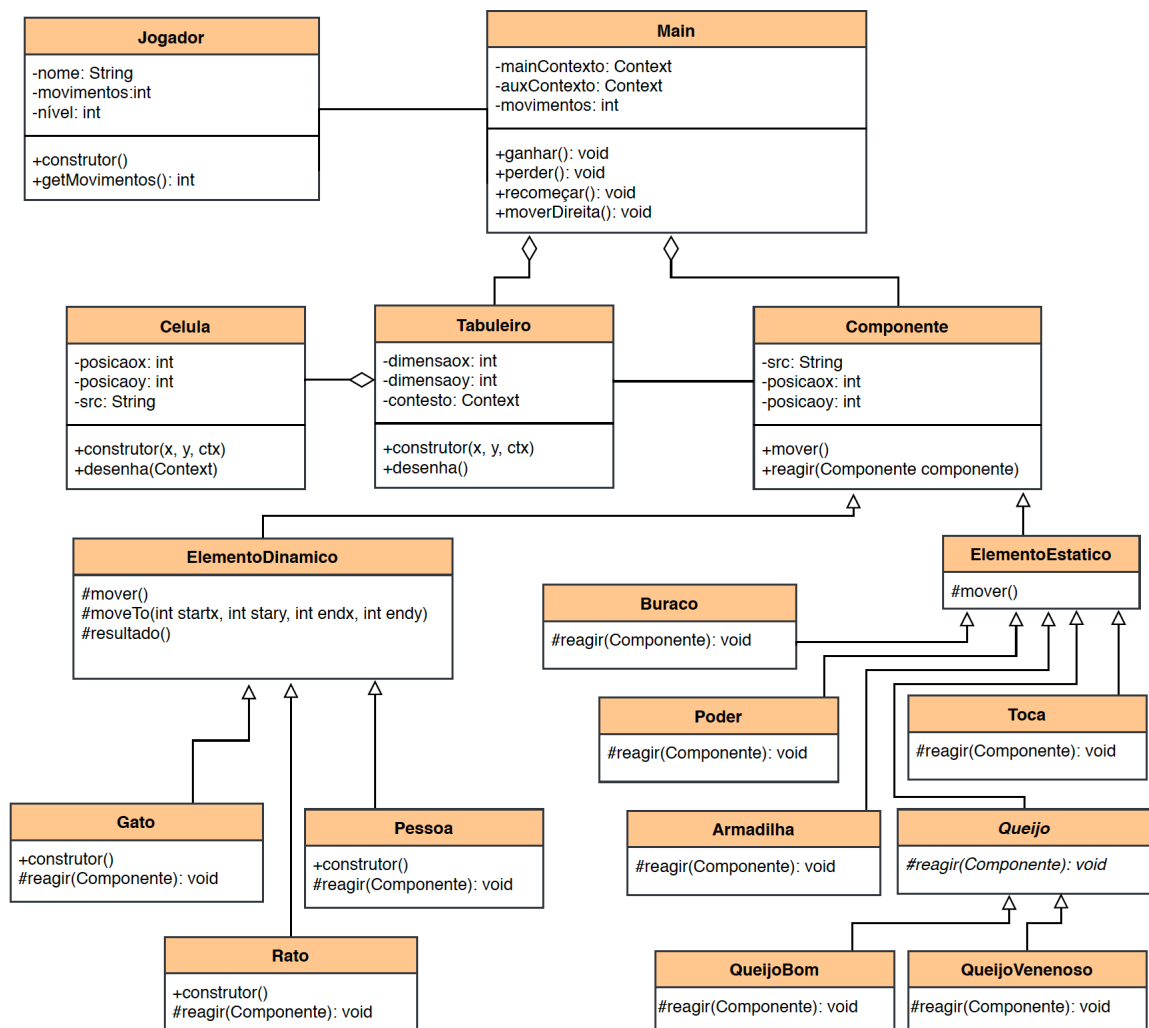 Jogador
-nome: String
-movimentos:int
-nível: int
+construtor()
+getMovimentos(): int
Main
-mainContexto: Context
-auxContexto: Context
-movimentos: int
+ganhar(): void
+perder(): void
+recomeçar(): void
+moverDireita(): void
Celula
-posicaox: int
-posicaoy: int
-src: String
+construtor(x, y, ctx)
+desenha(Context)
Tabuleiro
-dimensaox: int
-dimensaoy: int
-contesto: Context
+construtor(x, y, ctx)
+desenha()
Componente
-src: String
-posicaox: int
-posicaoy: int
+mover()
+reagir(Componente componente)
ElementoDinamico
#mover()
#moveTo(int startx, int stary, int endx, int endy)
#resultado()
ElementoEstatico
#mover()
Buraco
#reagir(Componente): void
Poder
#reagir(Componente): void
Toca
#reagir(Componente): void
Gato
+construtor()
#reagir(Componente): void
Pessoa
+construtor()
#reagir(Componente): void
Armadilha
#reagir(Componente): void
Queijo
#reagir(Componente): void
Rato
+construtor()
#reagir(Componente): void
QueijoBom
#reagir(Componente): void
QueijoVenenoso
#reagir(Componente): void